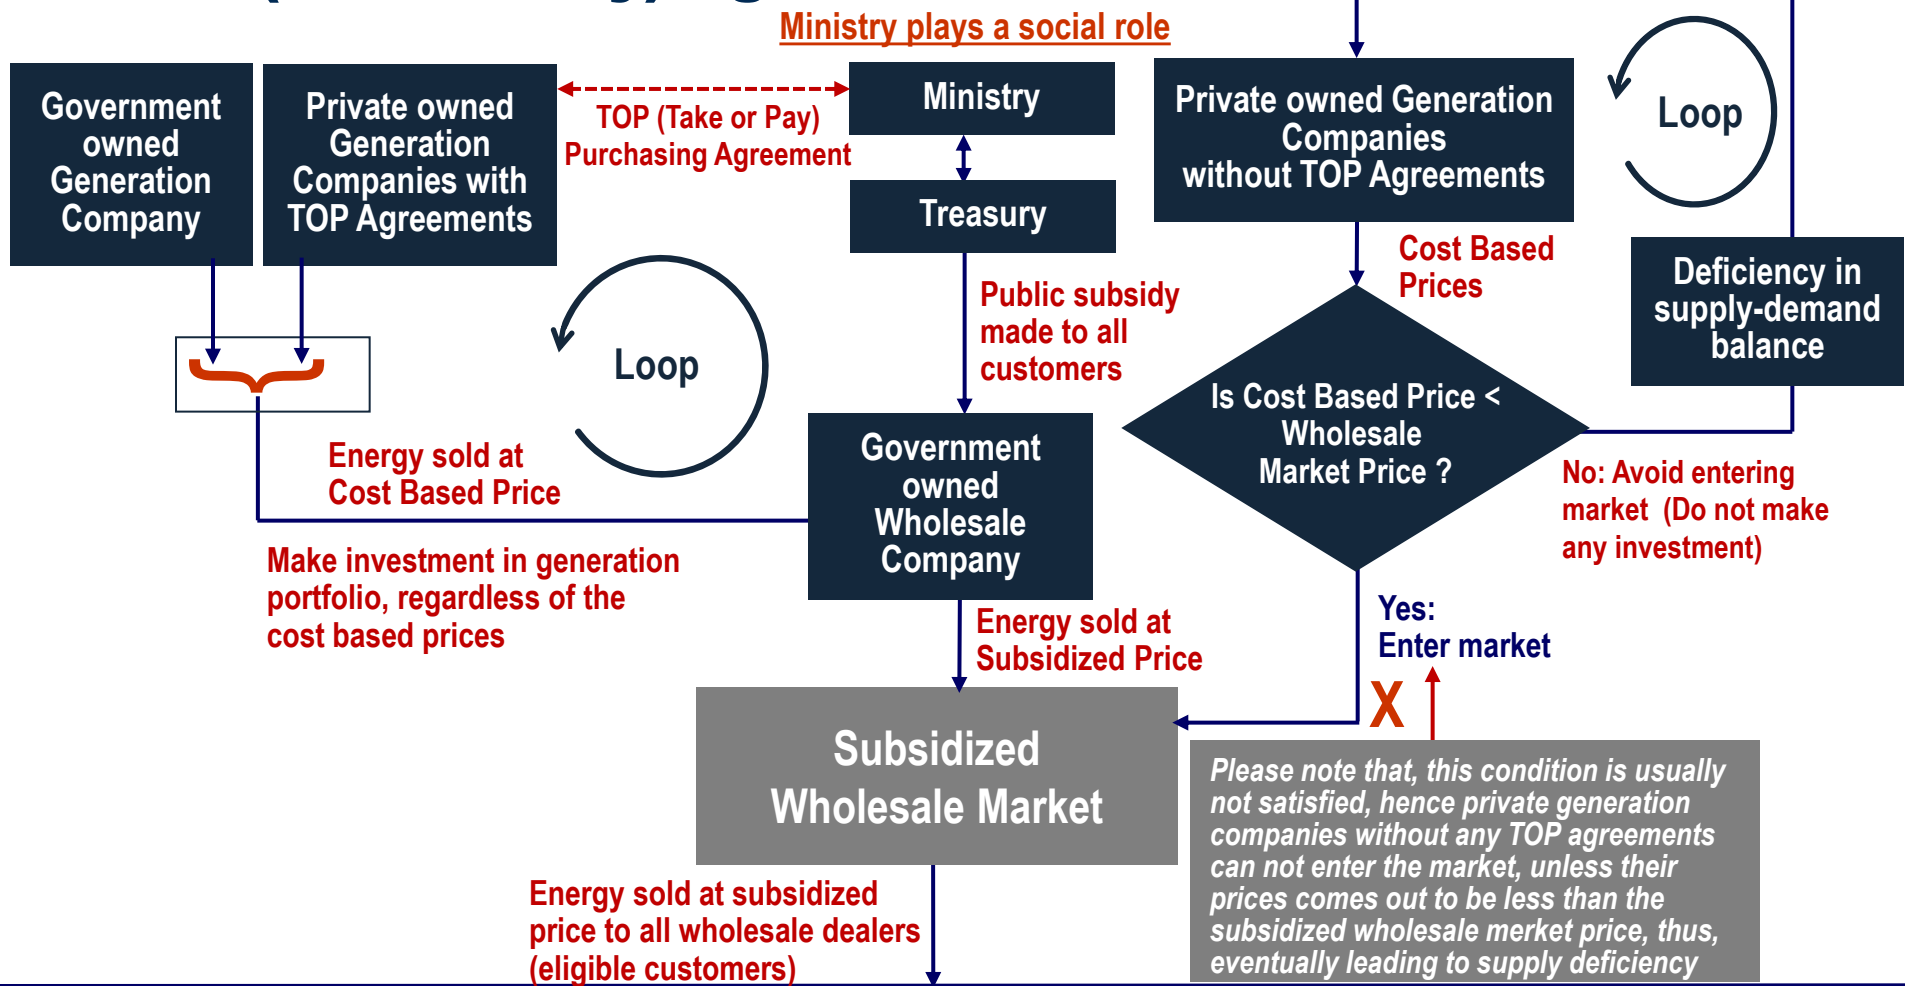 Ministry plays a social role
Government
owned
Generation
Company
Private owned
Generation
Companies with
TOP Agreements
TOP (Take or Pay)
Purchasing Agreement
Ministry
Treasury
Private owned Generation
Companies
without TOP Agreements
Loop
Cost Based
Prices
Deficiency in
supply-demand
balance
Public subsidy
made to all
customers
Loop
Is Cost Based Price <
Wholesale
Market Price ?
Energy sold at
Cost Based Price
Government
owned
Wholesale
Company
No: Avoid entering
market (Do not make
any investment)
Make investment in generation
portfolio, regardless of the
cost based prices
Energy sold at
Subsidized Price
Yes:
Enter market
X
Subsidized
Wholesale Market
Please note that, this condition is usually
not satisfied, hence private generation
companies without any TOP agreements
can not enter the market, unless their
prices comes out to be less than the
subsidized wholesale merket price, thus,
eventually leading to supply deficiency
Energy sold at subsidized
price to all wholesale dealers
(eligible customers)